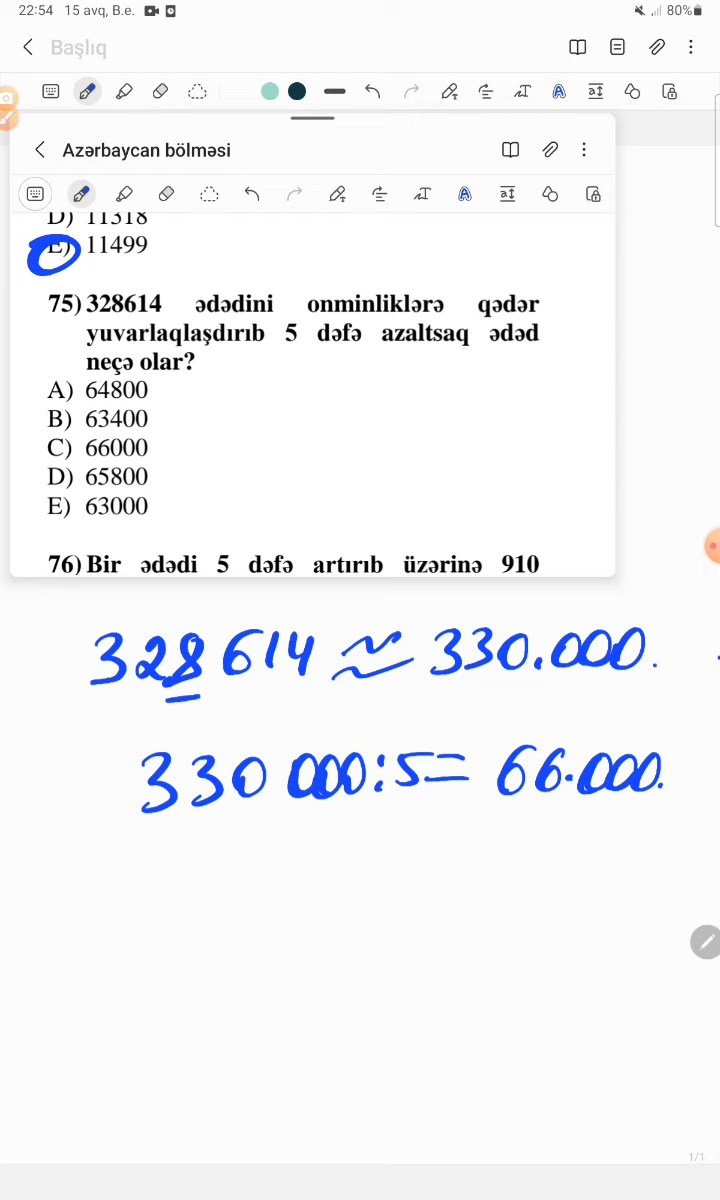 22:54 15 avq, B.e. 80%
Başlıq
Azərbaycan bölməsi
D) 11318
E) 11499
75) 328614 ədədini onminliklərə qədər
yuvarlaqlaşdırıb 5 dəfə azaltsaq ədəd
neçə olar?
A) 64800
B) 63400
C) 66000
D) 65800
E) 63000
76) Bir ədədi 5 dəfə artırıb üzərinə 910
328614 ≈ 330.000.
330 000:5= 66.000.
1/1